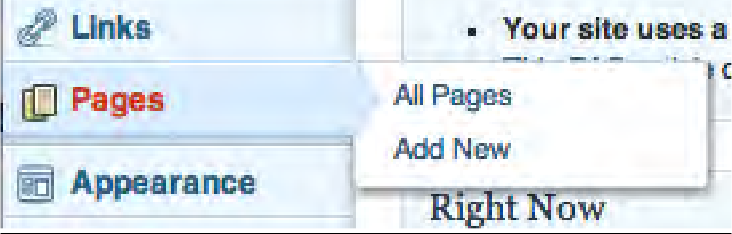 Links
Pages
Appearance
Your site uses a
All Pages
Add New
Right Now